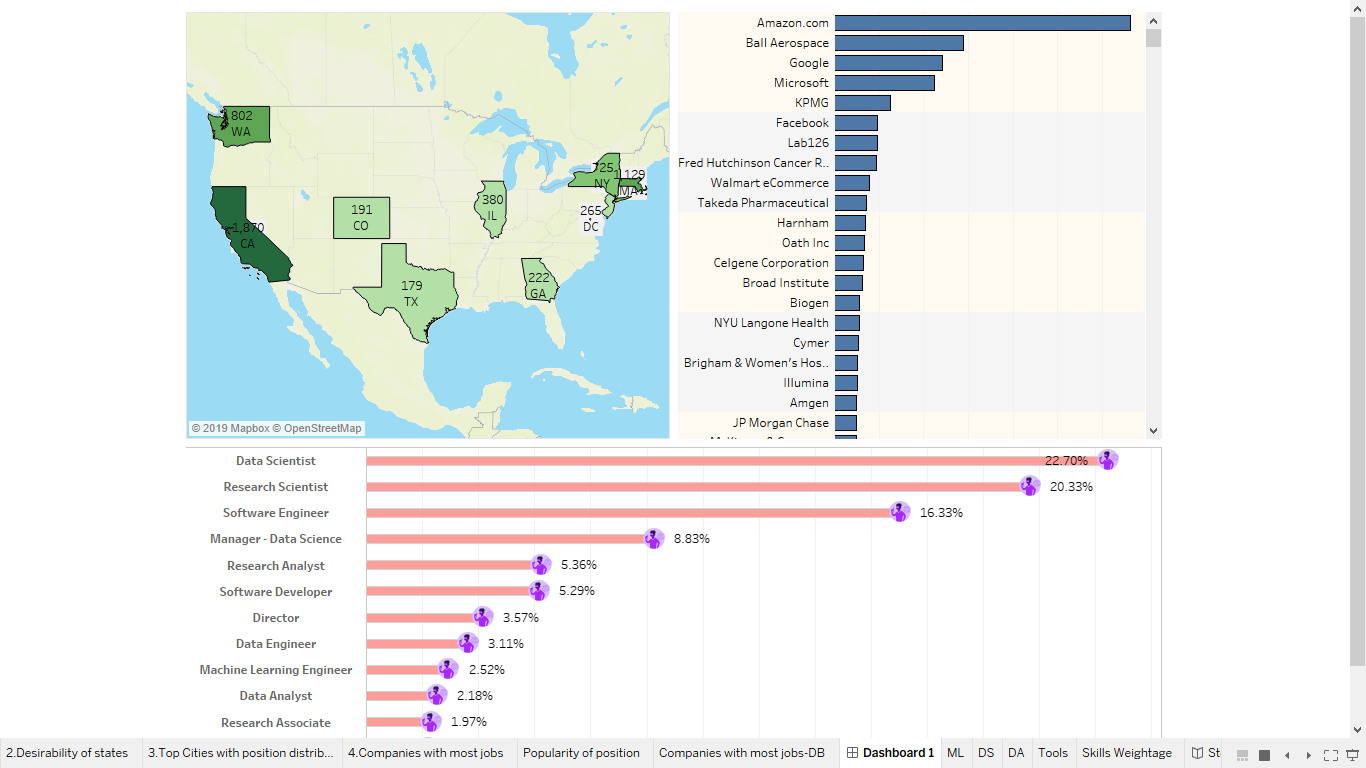 802
WA
1,870
CA
191
CO
179
TX
380
IL
222
GA
725
NY
129
MA
265
DC
© 2019 Mapbox © OpenStreetMap
Amazon.com
Ball Aerospace
Google
Microsoft
KPMG
Facebook
Lab126
Fred Hutchinson Cancer R..
Walmart eCommerce
Takeda Pharmaceutical
Harnham
Oath Inc
Celgene Corporation
Broad Institute
Biogen
NYU Langone Health
Cymer
Brigham & Women's Hos..
Illumina
Amgen
JP Morgan Chase
Data Scientist 22.70%
Research Scientist 20.33%
Software Engineer 16.33%
Manager - Data Science 8.83%
Research Analyst 5.36%
Software Developer 5.29%
Director 3.57%
Data Engineer 3.11%
Machine Learning Engineer 2.52%
Data Analyst 2.18%
Research Associate 1.97%
2.Desirability of states 3.Top Cities with position distrib... 4.Companies with most jobs Popularity of position Companies with most jobs-DB Dashboard 1 ML DS DA Tools Skills Weightage St